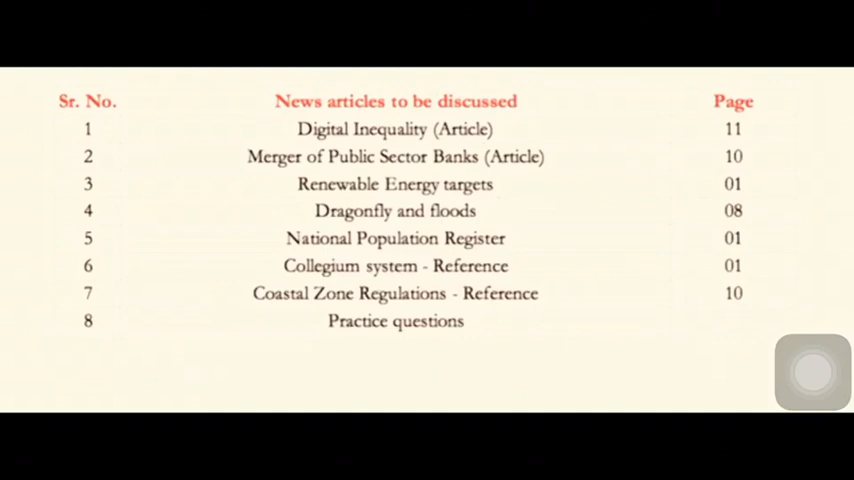 Sr. No. News articles to be discussed Page
1 Digital Inequality (Article) 11
2 Merger of Public Sector Banks (Article) 10
3 Renewable Energy targets 01
4 Dragonfly and floods 08
5 National Population Register 01
6 Collegium system - Reference 01
7 Coastal Zone Regulations - Reference 10
8 Practice questions